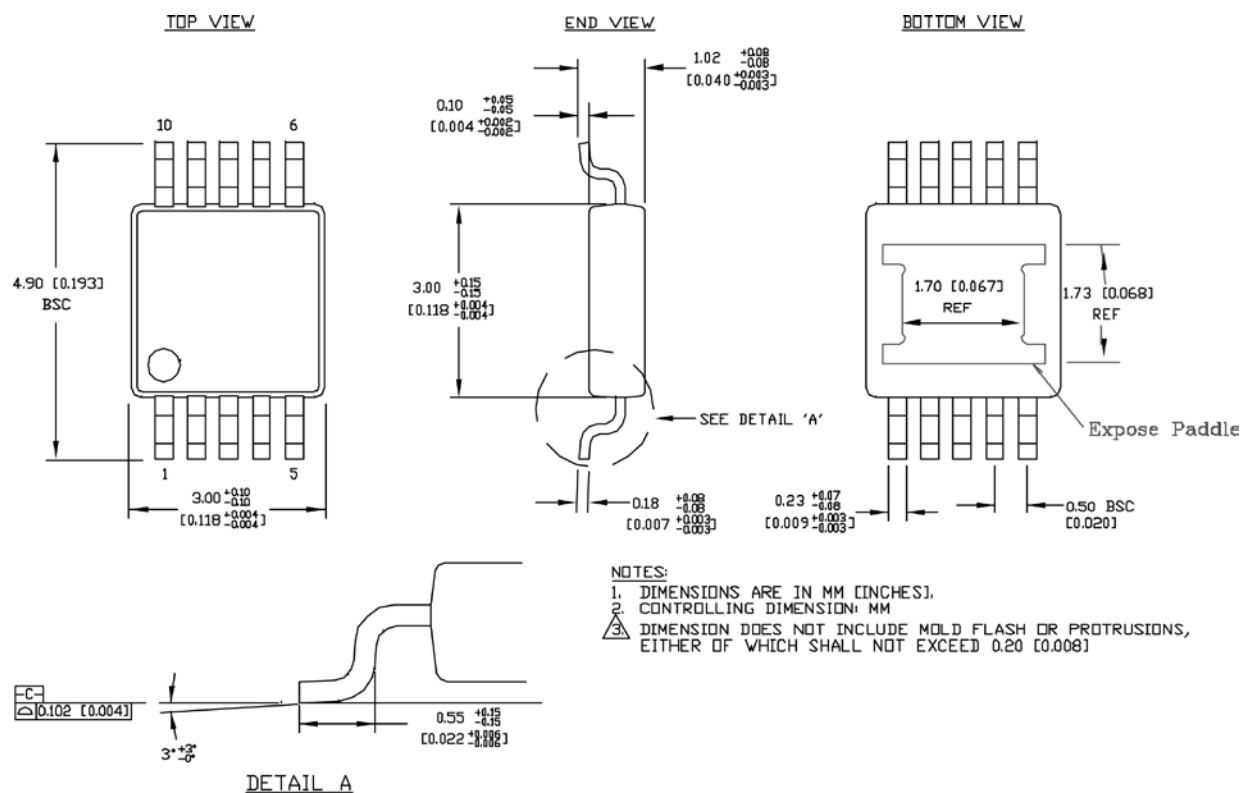 TOP VIEW
END VIEW
BOTTOM VIEW
1.02 +0.08 -0.08
[0.040 +0.003 -0.003]
0.10 +0.05 -0.05
[0.004 +0.002 -0.002]
10
6
4.90 [0.193]
BSC
3.00 +0.15 -0.15
[0.118 +0.004 -0.004]
1.70 [0.067]
REF
1.73 [0.068]
REF
SEE DETAIL 'A'
Expose Paddle
1
5
3.00 +0.10 -0.10
[0.118 +0.004 -0.004]
0.18 +0.08 -0.08
[0.007 +0.003 -0.003]
0.23 +0.07 -0.08
[0.009 +0.003 -0.003]
0.50 BSC
[0.020]
NOTES:
1. DIMENSIONS ARE IN MM [INCHES].
2. CONTROLLING DIMENSION: MM
3. DIMENSION DOES NOT INCLUDE MOLD FLASH OR PROTRUSIONS,
EITHER OF WHICH SHALL NOT EXCEED 0.20 [0.008]
-C-
0.102 [0.004]
3° +3° -0°
0.55 +0.15 -0.15
[0.022 +0.006 -0.006]
DETAIL A